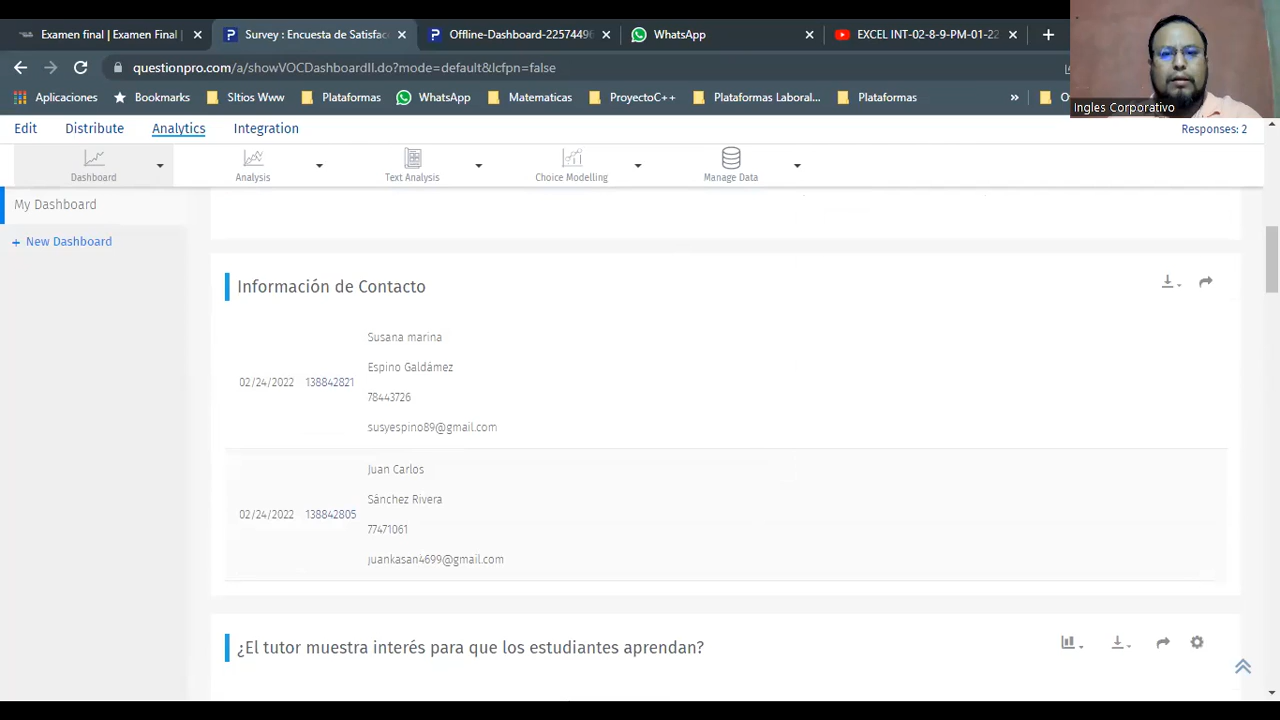 Examen final | Examen Final
Survey : Encuesta de Satisfac
Offline-Dashboard-22574496
WhatsApp
EXCEL INT-02-8-9-PM-01-22
questionpro.com/a/showVOCDashboardII.do?mode=default&lcfpn=false
Aplicaciones
Bookmarks
SItios Www
Plataformas
WhatsApp
Matematicas
ProyectoC++
Plataformas Laboral...
Plataformas
»
Ingles Corporativo
Edit
Distribute
Analytics
Integration
Responses: 2
Dashboard
Analysis
Text Analysis
Choice Modelling
Manage Data
My Dashboard
+ New Dashboard
Información de Contacto
Susana marina
Espino Galdámez
02/24/2022 138842821
78443726
susyespino89@gmail.com
Juan Carlos
Sánchez Rivera
02/24/2022 138842805
77471061
juankasan4699@gmail.com
¿El tutor muestra interés para que los estudiantes aprendan?